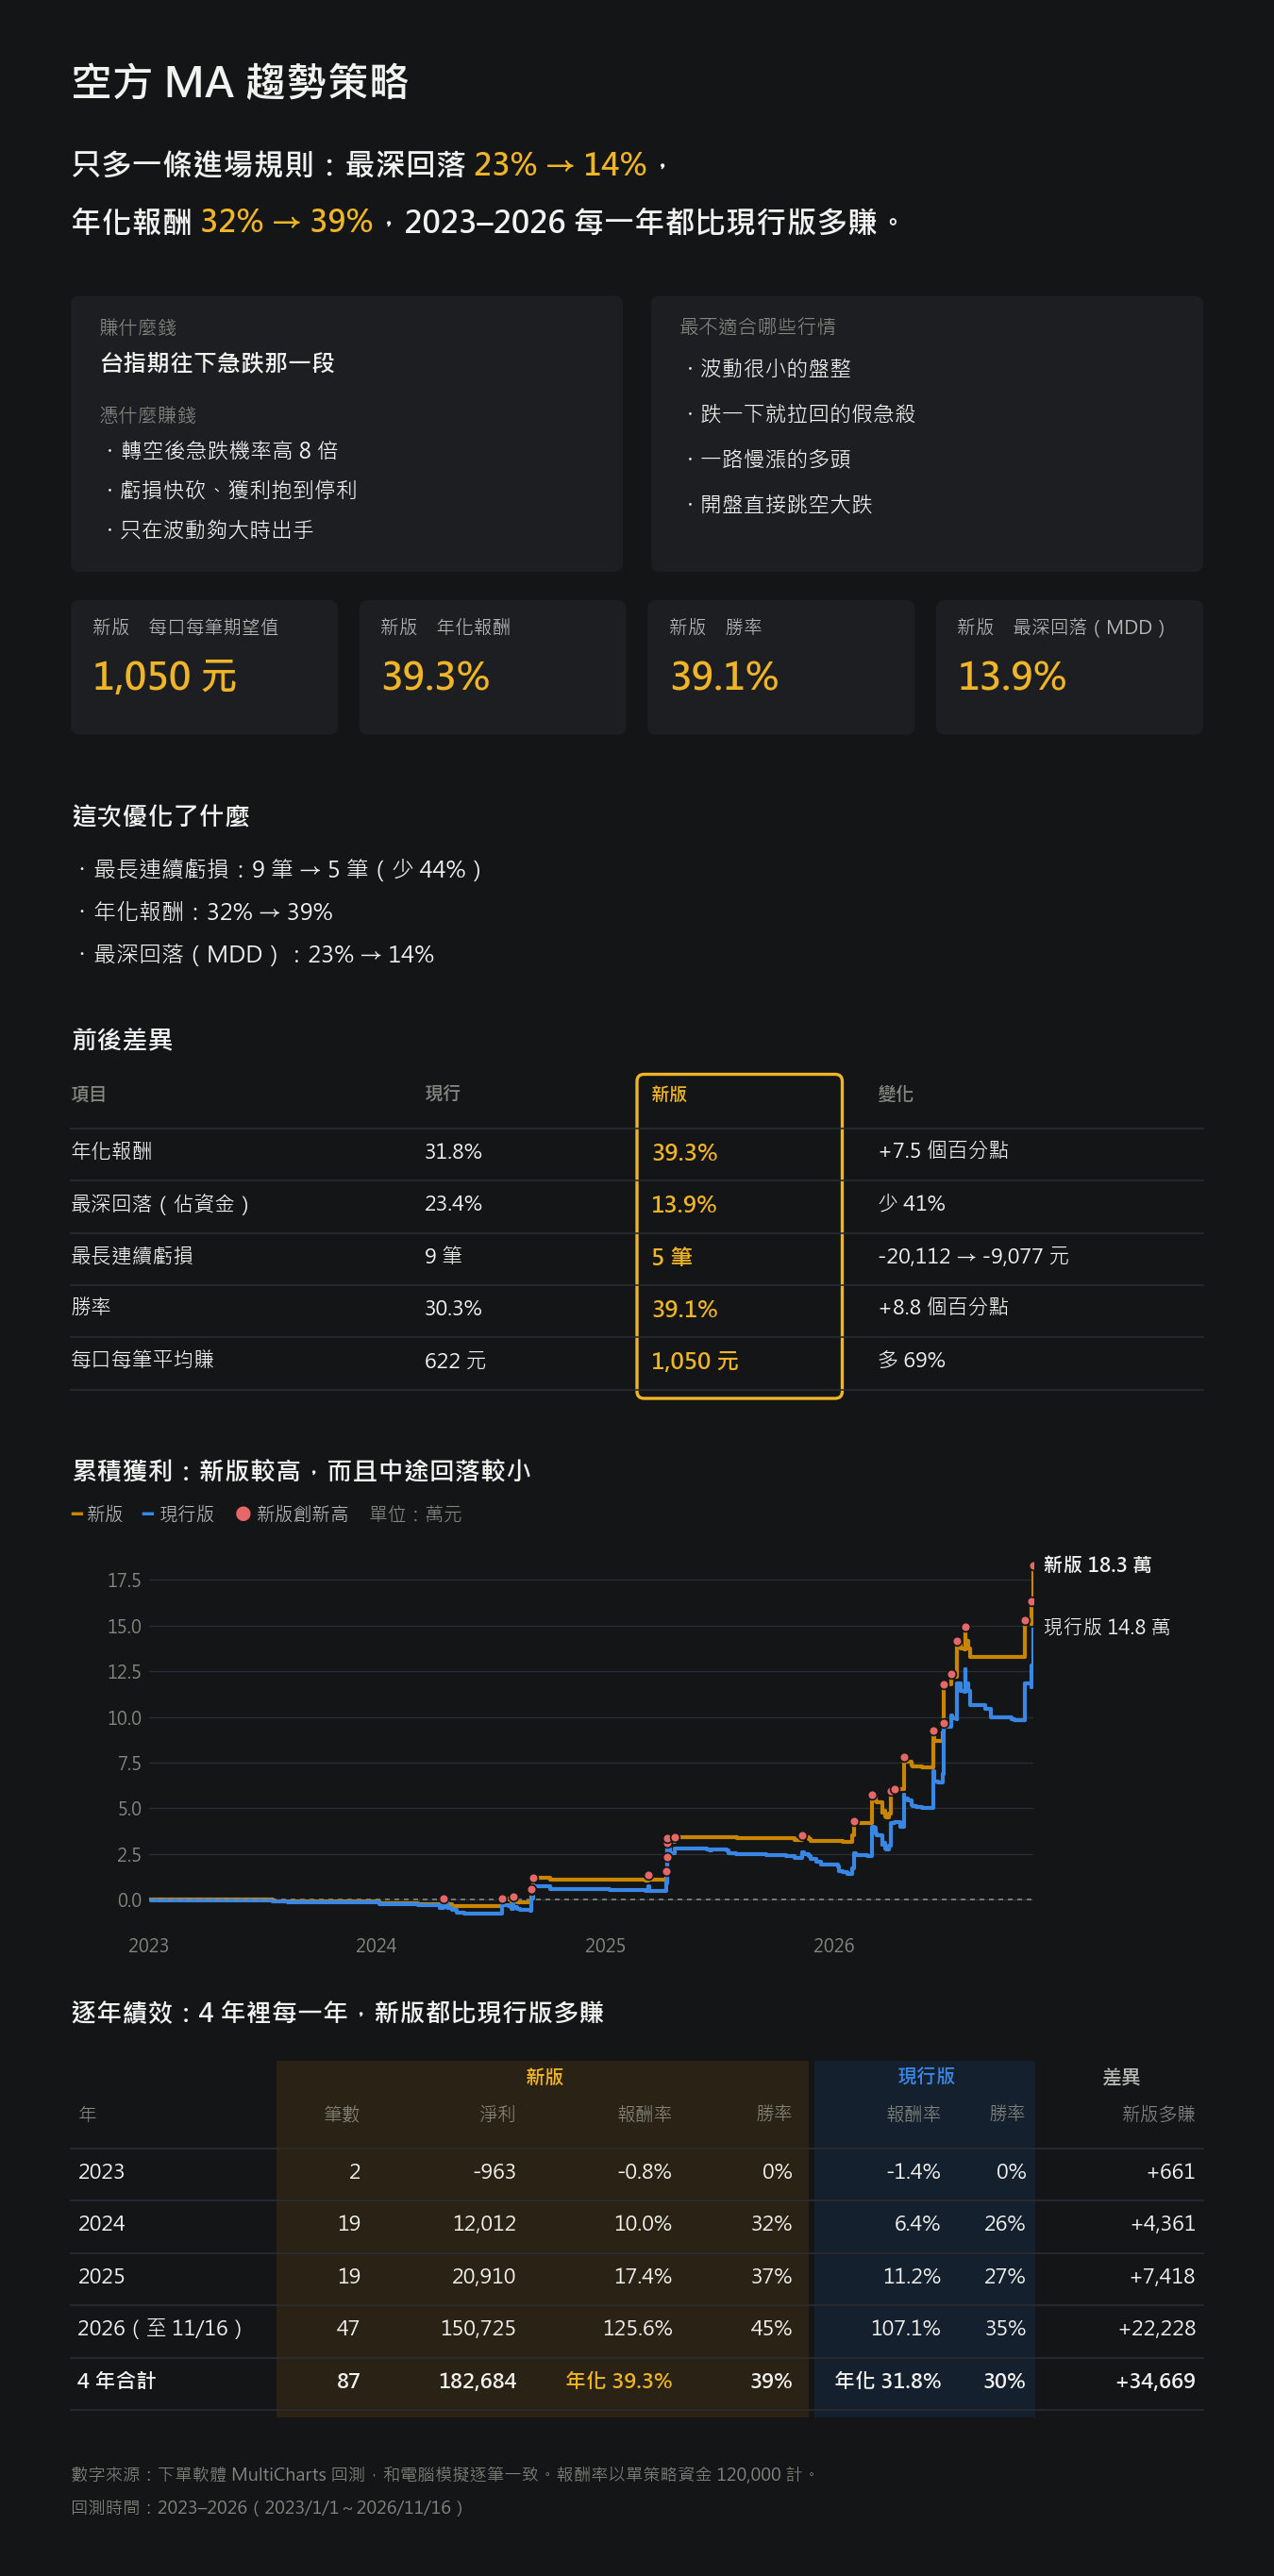 空方 MA 趨勢策略
只多一條進場規則：最深回落 23% → 14%，
年化報酬 32% → 39%，2023–2026 每一年都比現行版多賺。
賺什麼錢
台指期往下急跌那一段
憑什麼賺錢
・轉空後急跌機率高 8 倍
・虧損快砍、獲利抱到停利
・只在波動夠大時出手
最不適合哪些行情
・波動很小的盤整
・跌一下就拉回的假急殺
・一路慢漲的多頭
・開盤直接跳空大跌
新版　每口每筆期望值
1,050 元
新版　年化報酬
39.3%
新版　勝率
39.1%
新版　最深回落（MDD）
13.9%
這次優化了什麼
・最長連續虧損：9 筆 → 5 筆（少 44%）
・年化報酬：32% → 39%
・最深回落（MDD）：23% → 14%
前後差異
項目 現行 新版 變化
年化報酬 31.8% 39.3% +7.5 個百分點
最深回落（佔資金） 23.4% 13.9% 少 41%
最長連續虧損 9 筆 5 筆 -20,112 → -9,077 元
勝率 30.3% 39.1% +8.8 個百分點
每口每筆平均賺 622 元 1,050 元 多 69%
累積獲利：新版較高，而且中途回落較小
新版 現行版 新版創新高 單位：萬元
新版 18.3 萬
17.5
現行版 14.8 萬
15.0
12.5
10.0
7.5
5.0
2.5
0.0
2023 2024 2025 2026
逐年績效：4 年裡每一年，新版都比現行版多賺
新版 現行版 差異
年 筆數 淨利 報酬率 勝率 報酬率 勝率 新版多賺
2023 2 -963 -0.8% 0% -1.4% 0% +661
2024 19 12,012 10.0% 32% 6.4% 26% +4,361
2025 19 20,910 17.4% 37% 11.2% 27% +7,418
2026（至 11/16） 47 150,725 125.6% 45% 107.1% 35% +22,228
4 年合計 87 182,684 年化 39.3% 39% 年化 31.8% 30% +34,669
數字來源：下單軟體 MultiCharts 回測，和電腦模擬逐筆一致。報酬率以單策略資金 120,000 計。
回測時間：2023–2026（2023/1/1 ~ 2026/11/16）